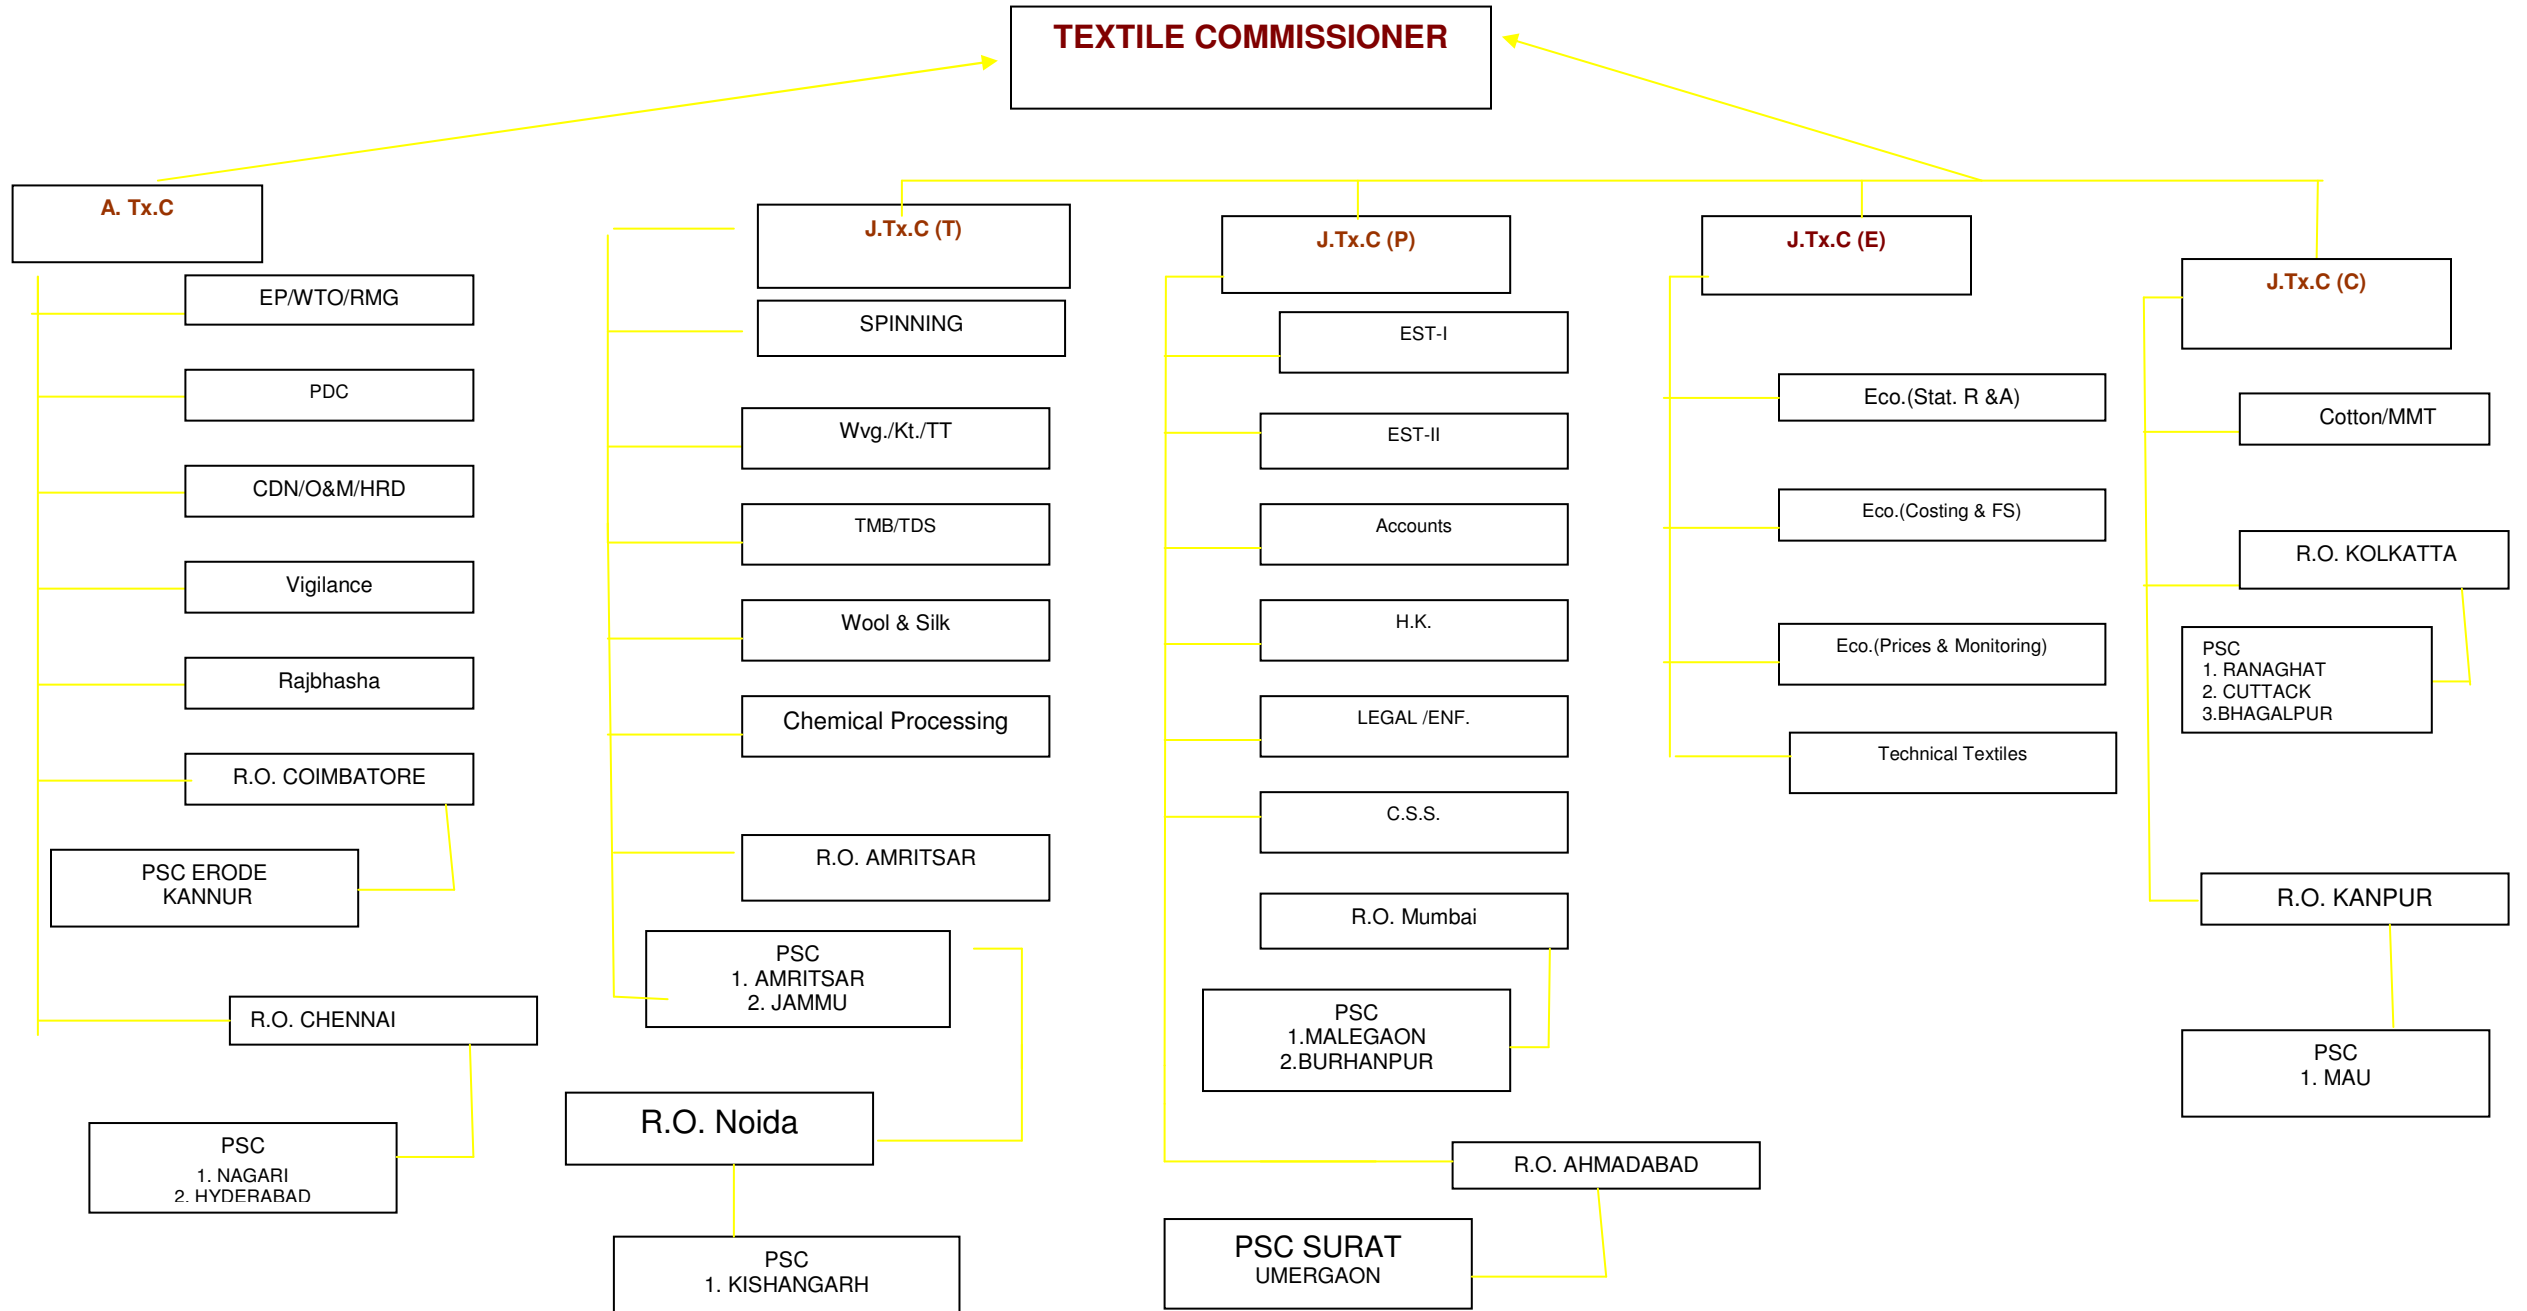 TEXTILE COMMISSIONER
A. Tx.C
EP/WTO/RMG
PDC
CDN/O&M/HRD
Vigilance
Rajbhasha
R.O. COIMBATORE
PSC ERODE
KANNUR
R.O. CHENNAI
PSC
1. NAGARI
2. HYDERABAD
J.Tx.C (T)
SPINNING
Wvg./Kt./TT
TMB/TDS
Wool & Silk
Chemical Processing
R.O. AMRITSAR
PSC
1. AMRITSAR
2. JAMMU
R.O. Noida
PSC
1. KISHANGARH
J.Tx.C (P)
EST-I
EST-II
Accounts
H.K.
LEGAL /ENF.
C.S.S.
R.O. Mumbai
PSC
1.MALEGAON
2.BURHANPUR
R.O. AHMADABAD
PSC SURAT
UMERGAON
J.Tx.C (E)
Eco.(Stat. R &A)
Eco.(Costing & FS)
Eco.(Prices & Monitoring)
Technical Textiles
J.Tx.C (C)
Cotton/MMT
R.O. KOLKATTA
PSC
1. RANAGHAT
2. CUTTACK
3.BHAGALPUR
R.O. KANPUR
PSC
1. MAU